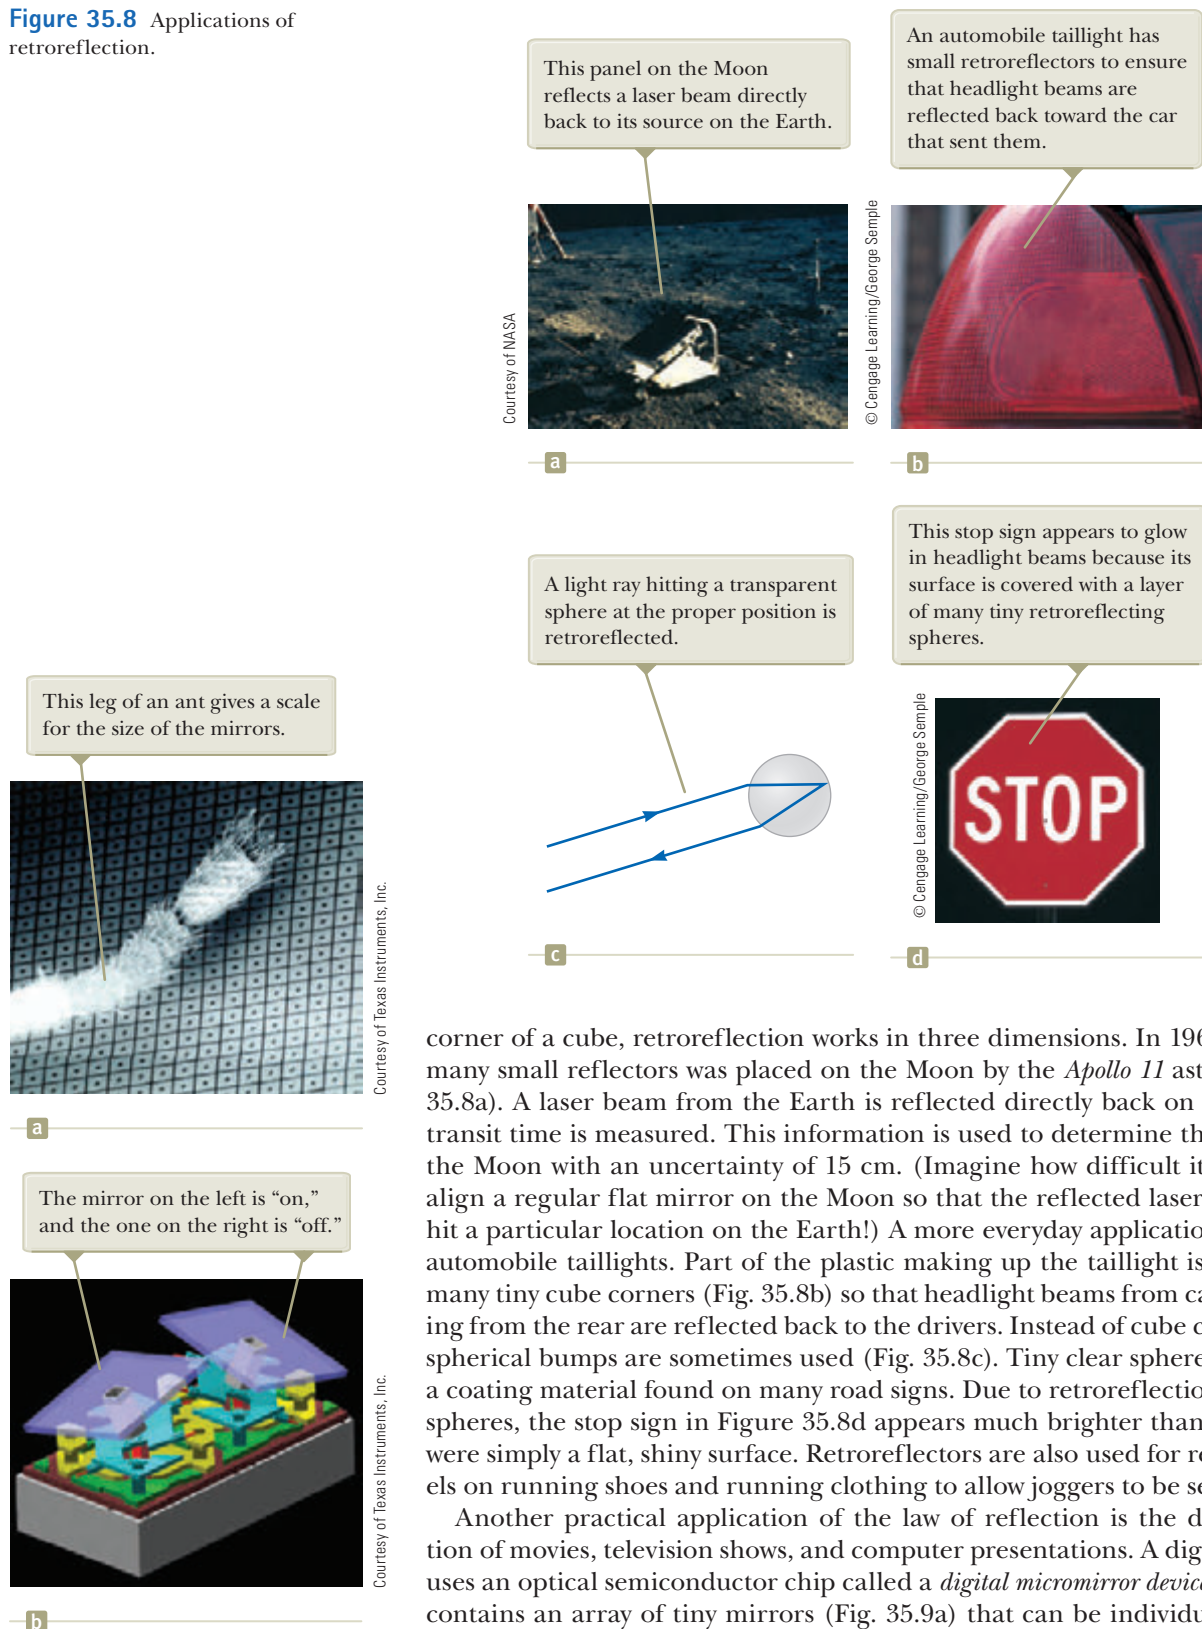 Figure 35.8 Applications of
retroreflection.
This panel on the Moon
reflects a laser beam directly
back to its source on the Earth.
Courtesy of NASA
a
An automobile taillight has
small retroreflectors to ensure
that headlight beams are
reflected back toward the car
that sent them.
© Cengage Learning/George Semple
b
A light ray hitting a transparent
sphere at the proper position is
retroreflected.
c
This stop sign appears to glow
in headlight beams because its
surface is covered with a layer
of many tiny retroreflecting
spheres.
© Cengage Learning/George Semple
STOP
d
This leg of an ant gives a scale
for the size of the mirrors.
Courtesy of Texas Instruments, Inc.
a
The mirror on the left is “on,”
and the one on the right is “off.”
Courtesy of Texas Instruments, Inc.
b
corner of a cube, retroreflection works in three dimensions. In 196
many small reflectors was placed on the Moon by the Apollo 11 ast
35.8a). A laser beam from the Earth is reflected directly back on
transit time is measured. This information is used to determine th
the Moon with an uncertainty of 15 cm. (Imagine how difficult it
align a regular flat mirror on the Moon so that the reflected laser
hit a particular location on the Earth!) A more everyday applicatio
automobile taillights. Part of the plastic making up the taillight is
many tiny cube corners (Fig. 35.8b) so that headlight beams from ca
ing from the rear are reflected back to the drivers. Instead of cube c
spherical bumps are sometimes used (Fig. 35.8c). Tiny clear sphere
a coating material found on many road signs. Due to retroreflectio
spheres, the stop sign in Figure 35.8d appears much brighter than
were simply a flat, shiny surface. Retroreflectors are also used for re
els on running shoes and running clothing to allow joggers to be se
Another practical application of the law of reflection is the d
tion of movies, television shows, and computer presentations. A dig
uses an optical semiconductor chip called a digital micromirror device
contains an array of tiny mirrors (Fig. 35.9a) that can be individu